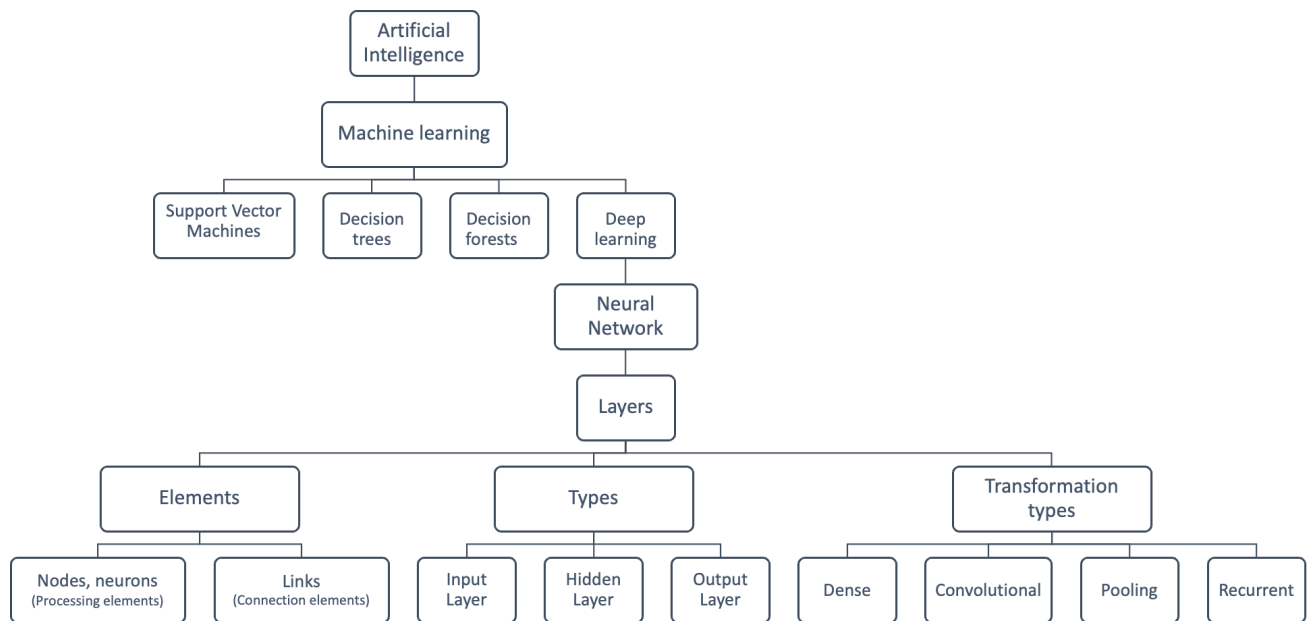 Artificial
Intelligence
Machine learning
Support Vector
Machines
Decision
trees
Decision
forests
Deep
learning
Neural
Network
Layers
Elements
Types
Transformation
types
Nodes, neurons
(Processing elements)
Links
(Connection elements)
Input
Layer
Hidden
Layer
Output
Layer
Dense
Convolutional
Pooling
Recurrent